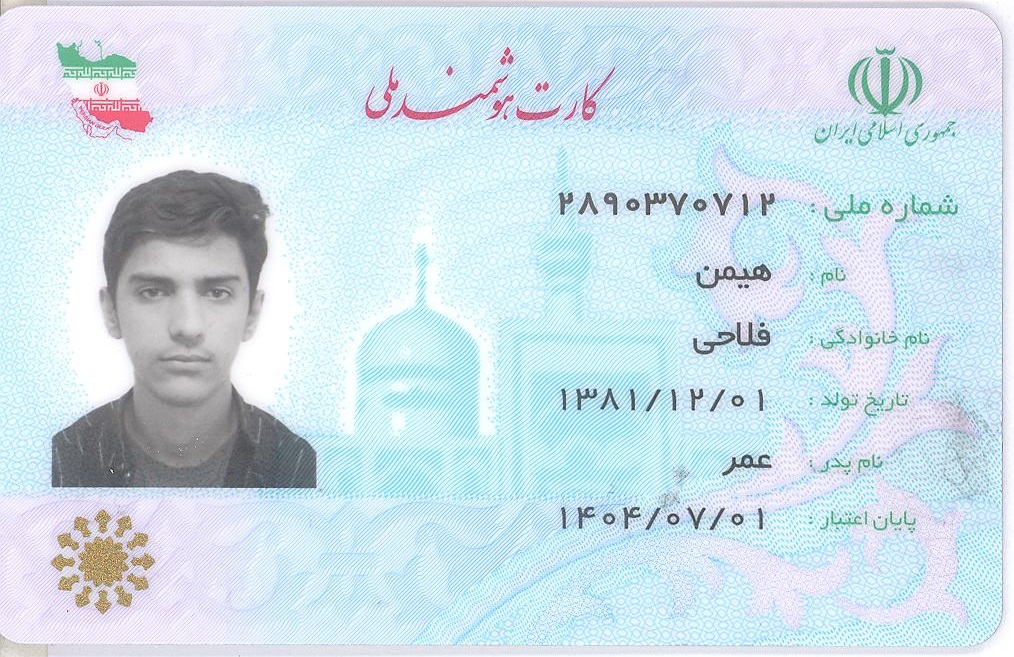 کارت هوشمند ملی
جمهوری اسلامی ایران
شماره ملی : ۲۸۹۰۳۷۰۷۱۲
نام : هیمن
نام خانوادگی : فلاحی
تاریخ تولد : ۱۳۸۱/۱۲/۰۱
نام پدر : عمر
پایان اعتبار : ۱۴۰۴/۰۷/۰۱